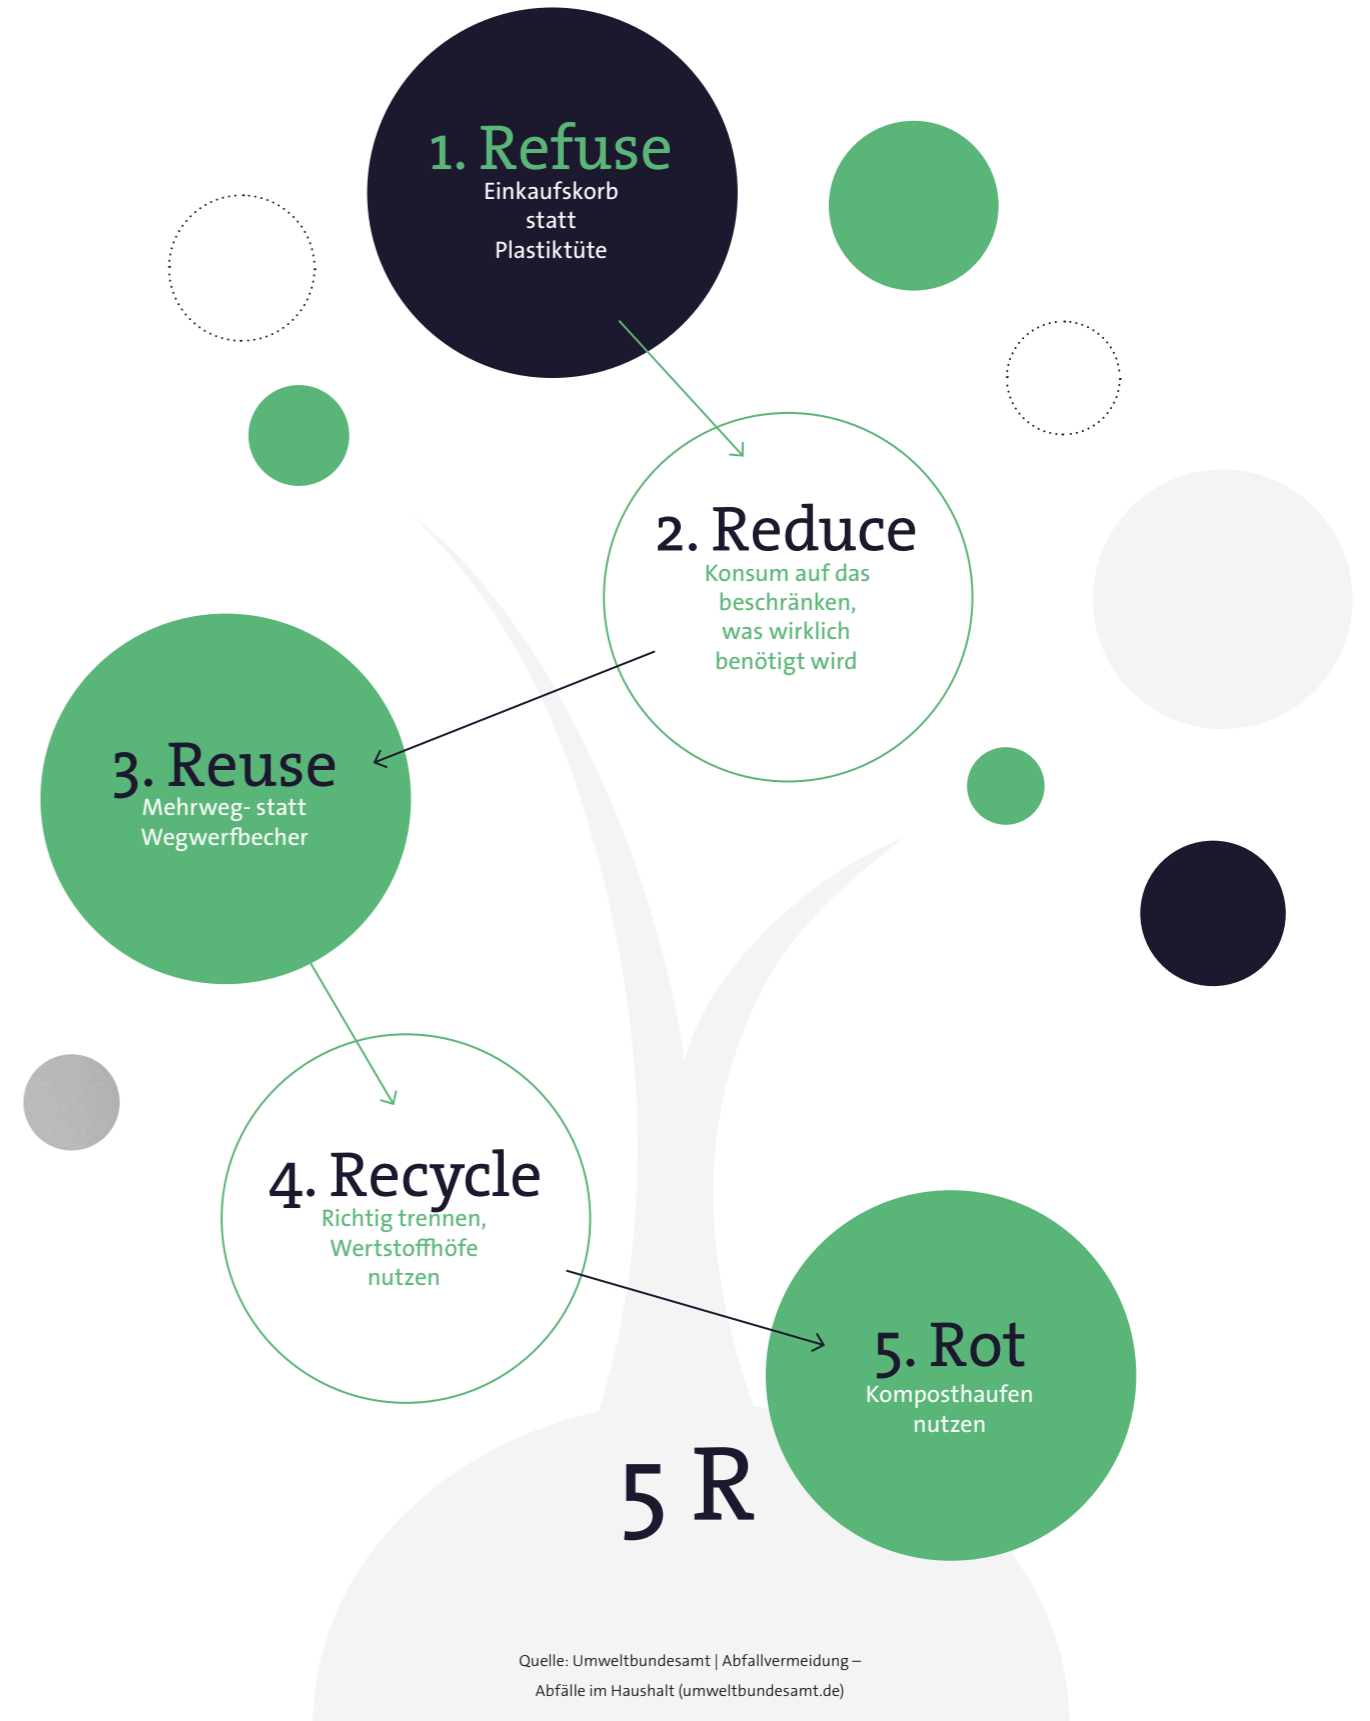 1. Refuse
Einkaufskorb
statt
Plastiktüte
2. Reduce
Konsum auf das
beschränken,
was wirklich
benötigt wird
3. Reuse
Mehrweg- statt
Wegwerfbecher
4. Recycle
Richtig trennen,
Wertstoffhöfe
nutzen
5. Rot
Komposthaufen
nutzen
5 R
Quelle: Umweltbundesamt | Abfallvermeidung –
Abfälle im Haushalt (umweltbundesamt.de)